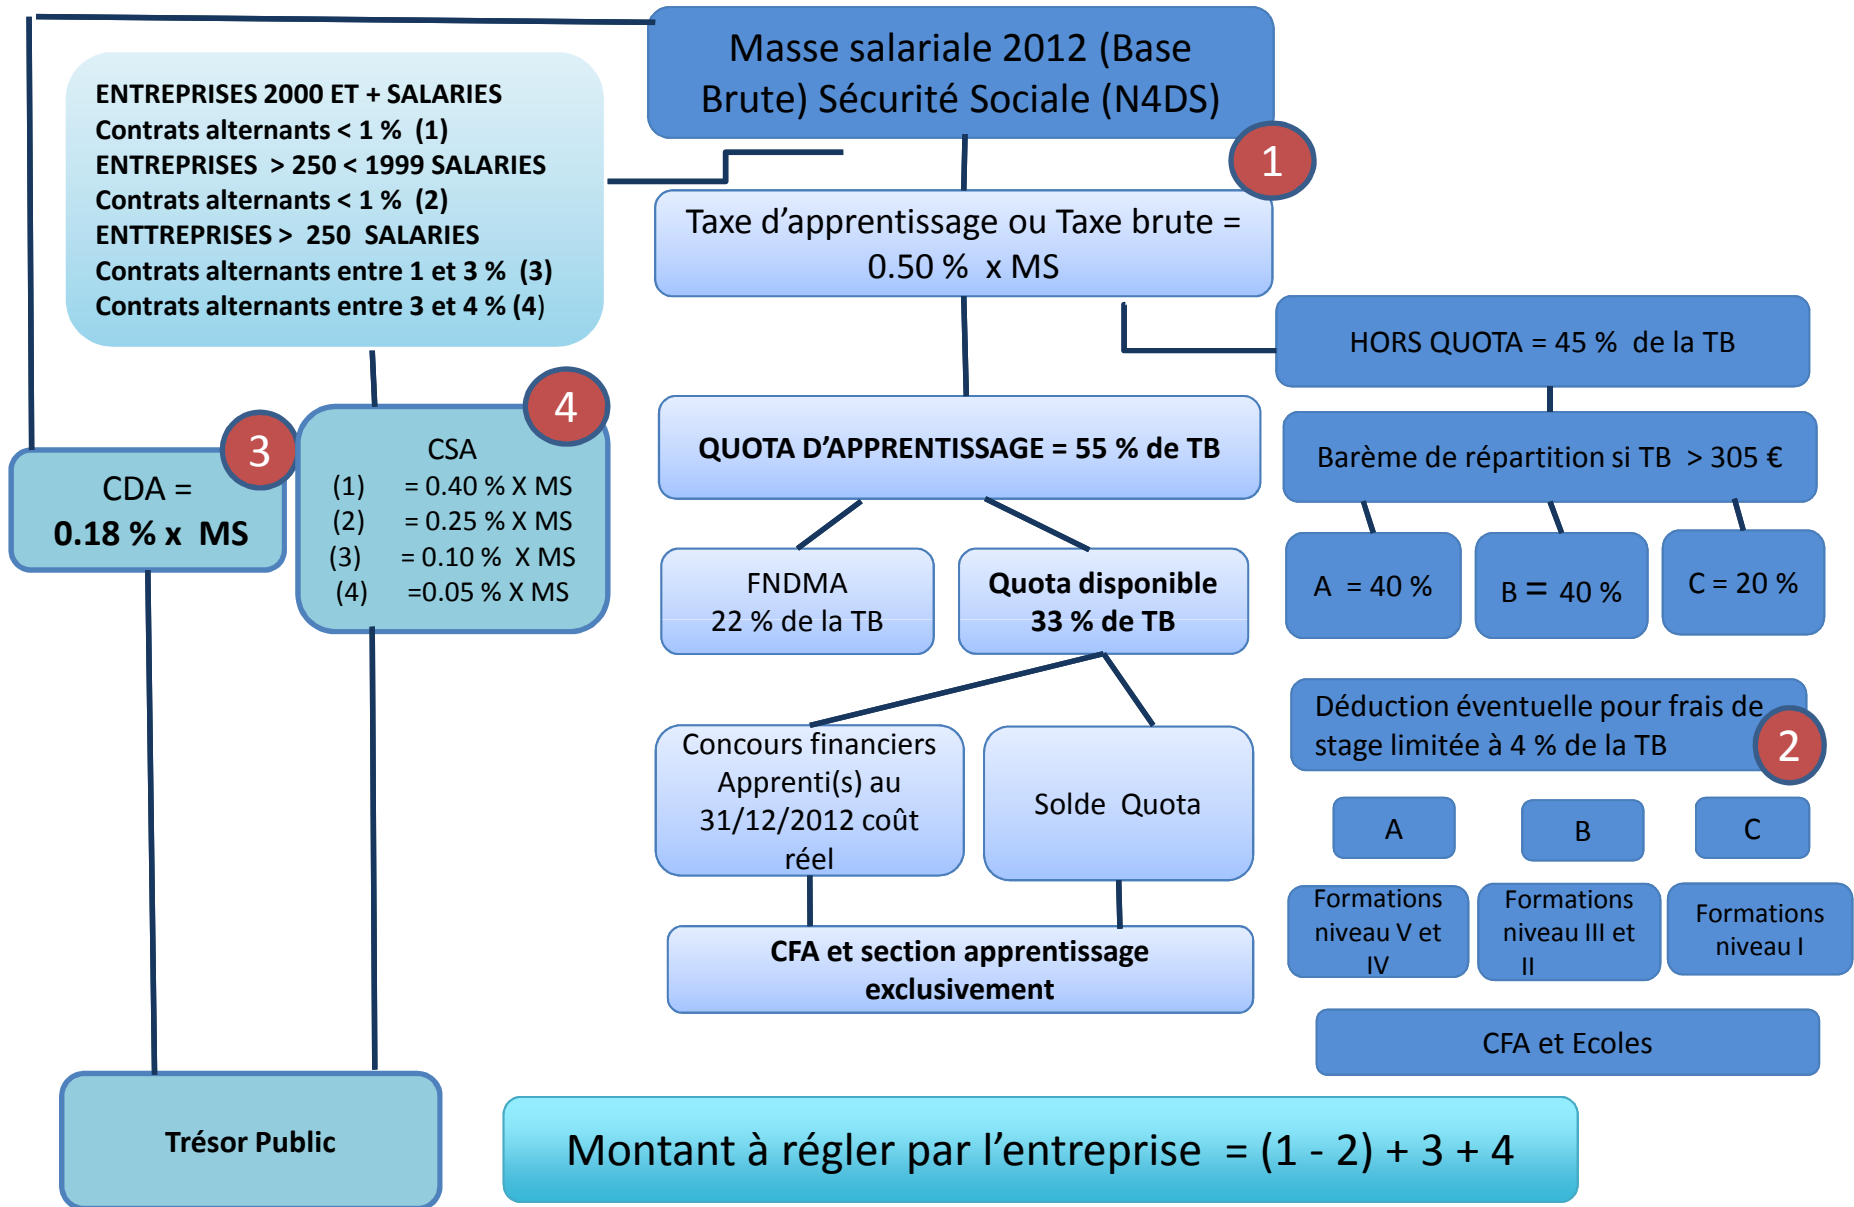 Masse salariale 2012 (Base
Brute) Sécurité Sociale (N4DS)
1
ENTREPRISES 2000 ET + SALARIES
Contrats alternants < 1 % (1)
ENTREPRISES > 250 < 1999 SALARIES
Contrats alternants < 1 % (2)
ENTTREPRISES > 250 SALARIES
Contrats alternants entre 1 et 3 % (3)
Contrats alternants entre 3 et 4 % (4)
Taxe d'apprentissage ou Taxe brute =
0.50 % x MS
HORS QUOTA = 45 % de la TB
3
CDA =
0.18 % x MS
4
CSA
(1) = 0.40 % X MS
(2) = 0.25 % X MS
(3) = 0.10 % X MS
(4) =0.05 % X MS
QUOTA D'APPRENTISSAGE = 55 % de TB
Barème de répartition si TB > 305 €
FNDMA
22 % de la TB
Quota disponible
33 % de TB
A = 40 %
B = 40 %
C = 20 %
Déduction éventuelle pour frais de
stage limitée à 4 % de la TB
2
Concours financiers
Apprenti(s) au
31/12/2012 coût
réel
Solde Quota
A
B
C
Formations
niveau V et
IV
Formations
niveau III et
II
Formations
niveau I
CFA et section apprentissage
exclusivement
CFA et Ecoles
Trésor Public
Montant à régler par l'entreprise = (1 - 2) + 3 + 4